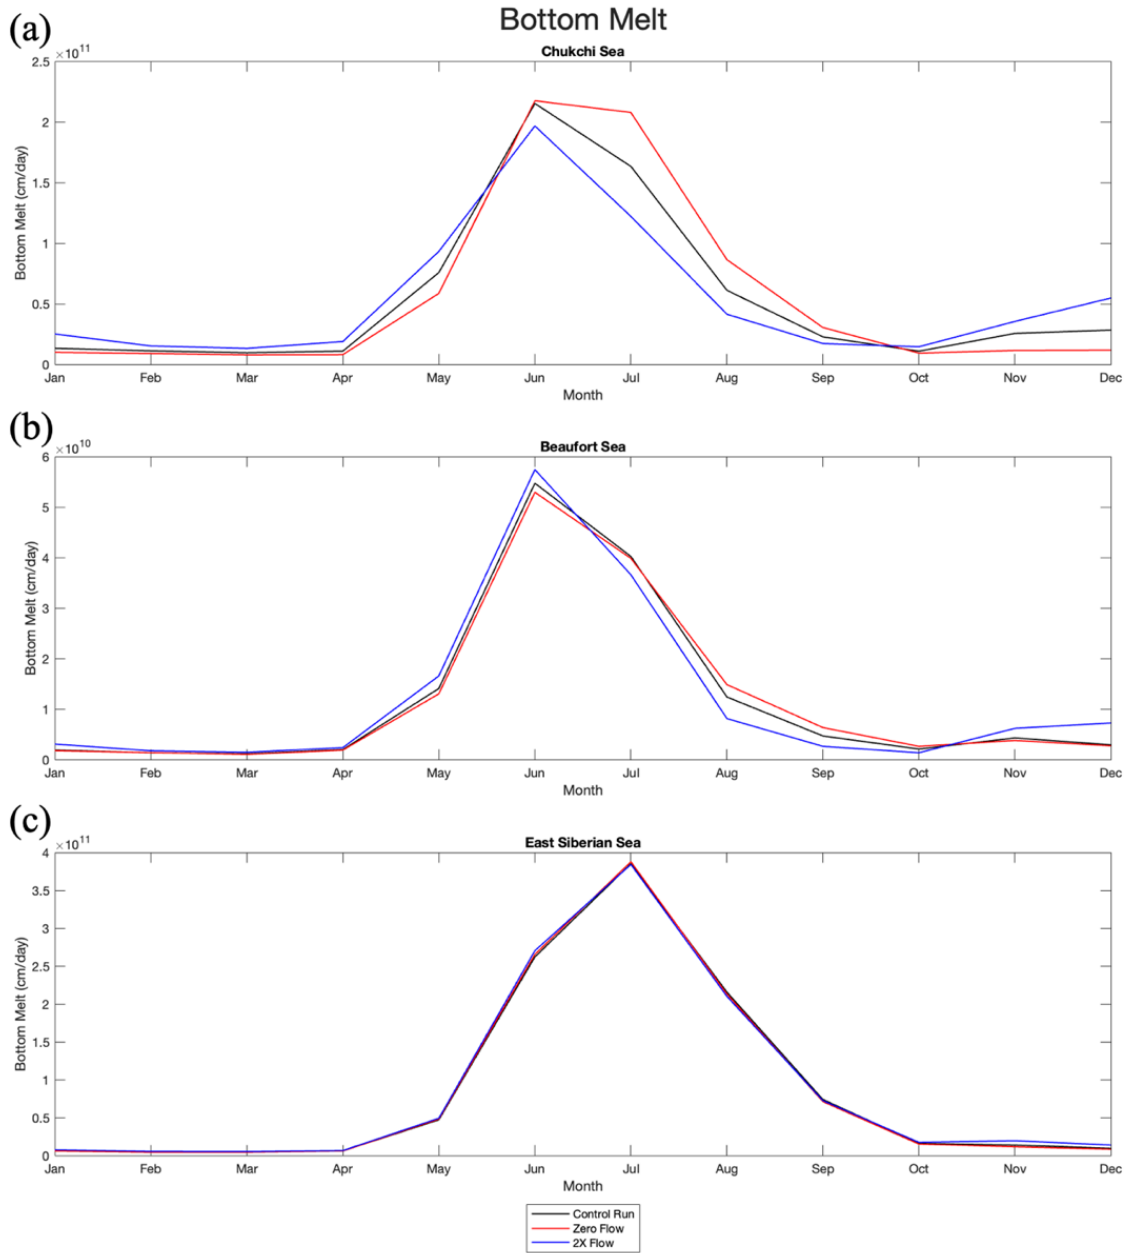 Bottom Melt
(a)
Chukchi Sea
×10^11
2.5
2
1.5
1
0.5
0
Bottom Melt (cm/day)
Jan Feb Mar Apr May Jun Jul Aug Sep Oct Nov Dec
Month
(b)
Beaufort Sea
×10^10
6
5
4
3
2
1
0
Bottom Melt (cm/day)
Jan Feb Mar Apr May Jun Jul Aug Sep Oct Nov Dec
Month
(c)
East Siberian Sea
×10^11
4
3.5
3
2.5
2
1.5
1
0.5
0
Bottom Melt (cm/day)
Jan Feb Mar Apr May Jun Jul Aug Sep Oct Nov Dec
Month
Control Run
Zero Flow
2X Flow